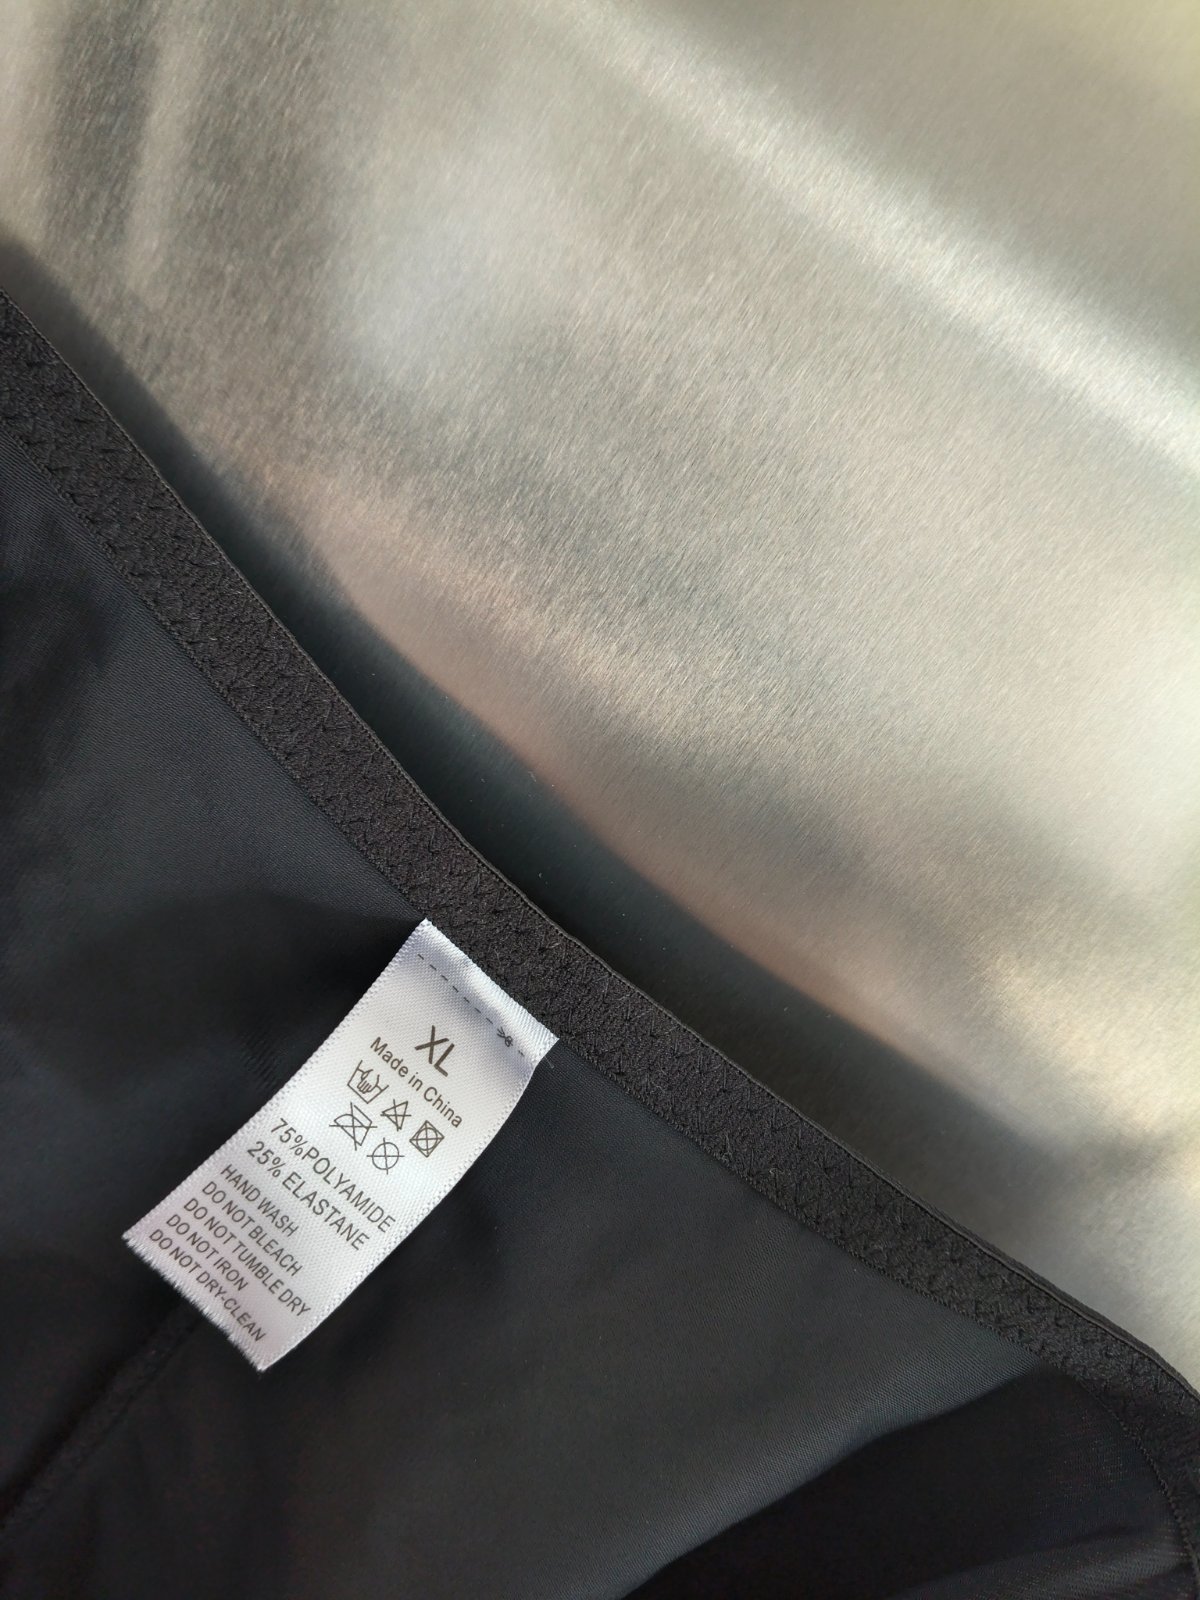 XL
Made in China
75%POLYAMIDE
25% ELASTANE
HAND WASH
DO NOT BLEACH
DO NOT TUMBLE DRY
DO NOT IRON
DO NOT DRY-CLEAN